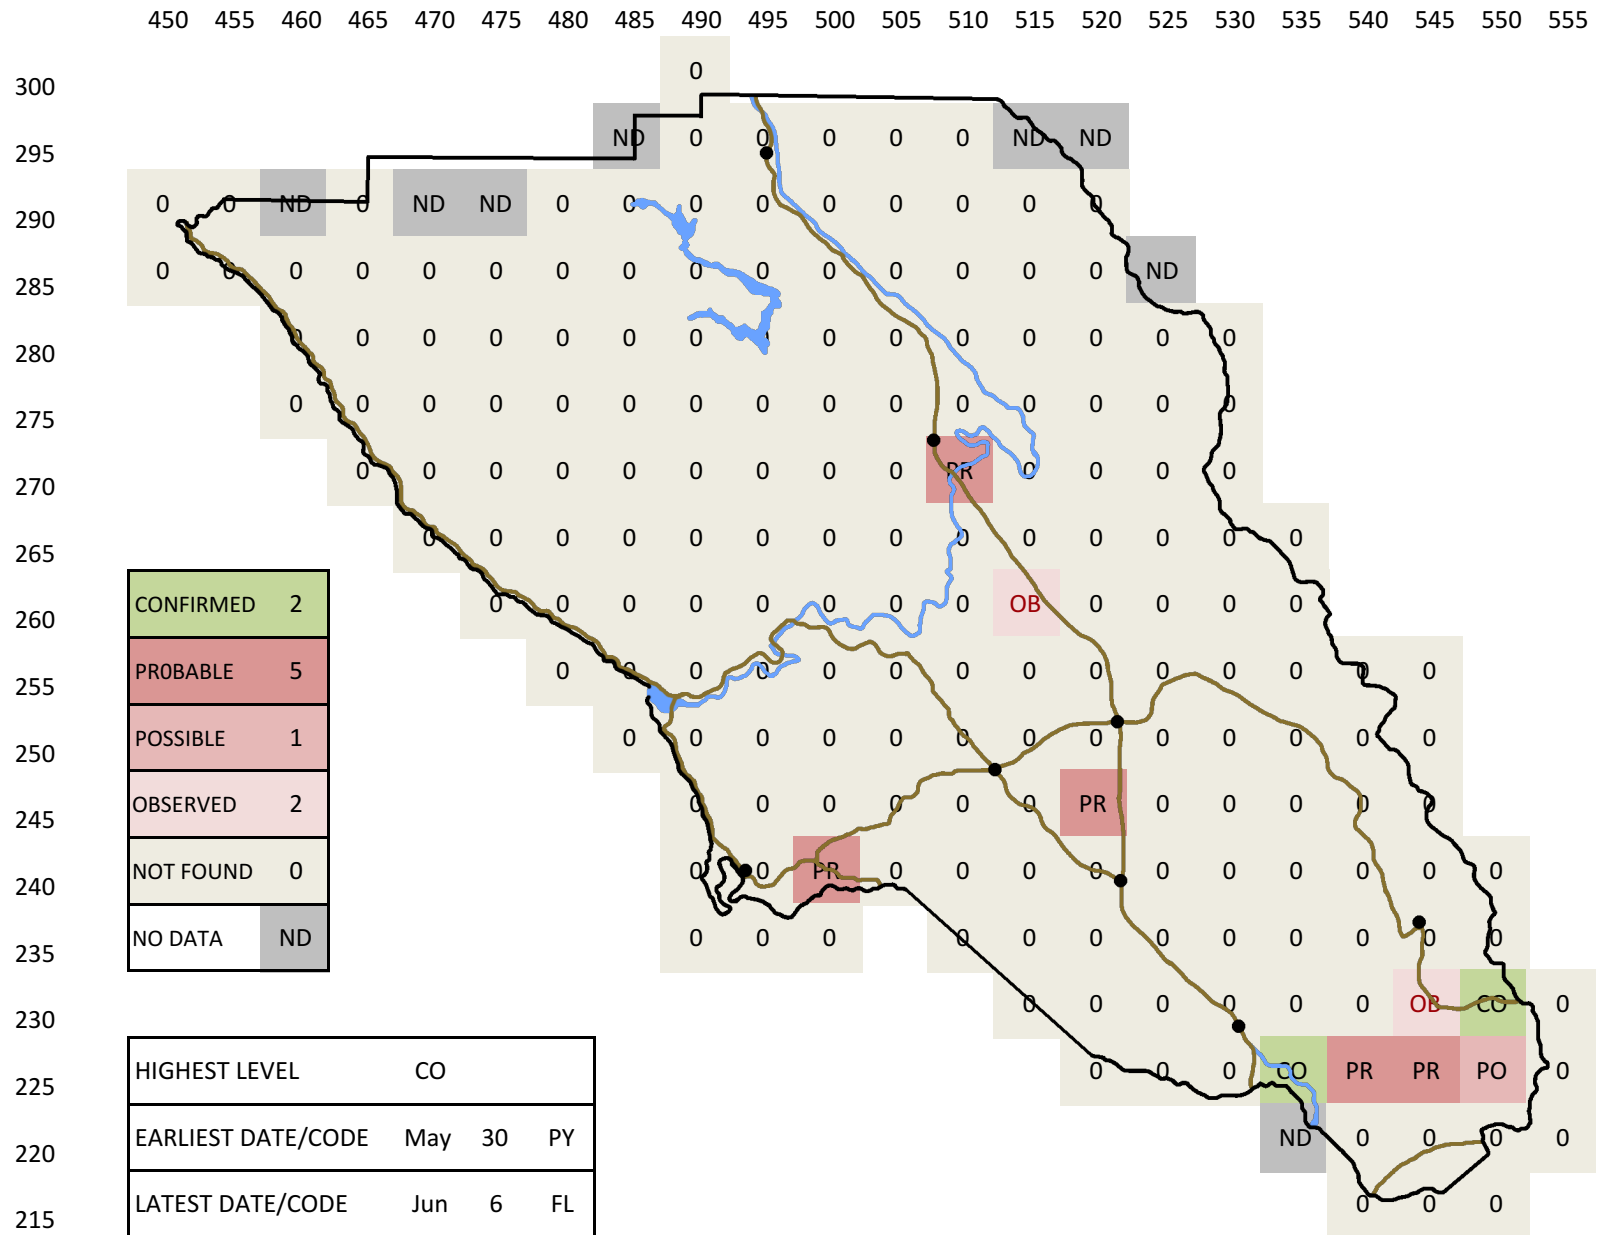 450 455 460 465 470 475 480 485 490 495 500 505 510 515 520 525 530 535 540 545 550 555
300 0
295 ND 0 0 0 0 0 ND ND
290 0 0 ND 0 ND ND 0 0 0 0 0 0 0 0 0
285 0 0 0 0 0 0 0 0 0 0 0 0 0 0 0 ND
280 0 0 0 0 0 0 0 0 0 0 0 0 0 0 0
275 0 0 0 0 0 0 0 0 0 0 0 0 0 0 0
270 0 0 0 0 0 0 0 0 0 PR 0 0 0 0
265 0 0 0 0 0 0 0 0 0 0 0 0 0 0
260 CONFIRMED 2 0 0 0 0 0 0 0 0 OB 0 0 0 0
255 PR0BABLE 5 0 0 0 0 0 0 0 0 0 0 0 0 0 0
250 POSSIBLE 1 0 0 0 0 0 0 0 0 0 0 0 0 0
245 OBSERVED 2 0 0 0 0 0 0 PR 0 0 0 0 0
240 NOT FOUND 0 0 0 PR 0 0 0 0 0 0 0 0 0 0
235 NO DATA ND 0 0 0 0 0 0 0 0 0 0 0 0
230 0 0 0 0 0 0 OB CO 0
225 HIGHEST LEVEL CO 0 0 0 CO PR PR PO
220 EARLIEST DATE/CODE May 30 PY ND 0 0 0 0
215 LATEST DATE/CODE Jun 6 FL 0 0 0